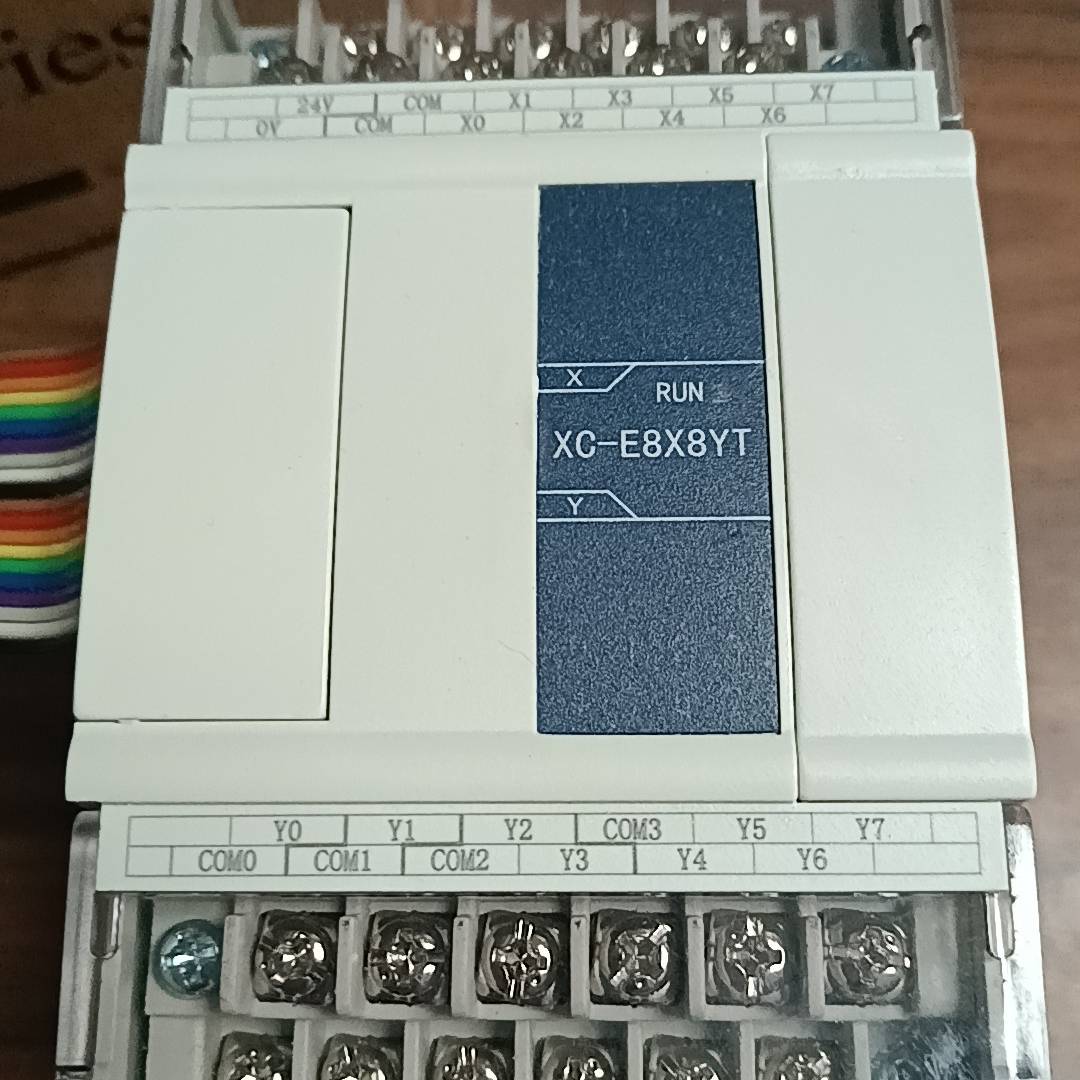 ies
24V COM X1 X3 X5 X7
0V COM X0 X2 X4 X6
X
RUN
XC-E8X8YT
Y
Y0 Y1 Y2 COM3 Y5 Y7
COM0 COM1 COM2 Y3 Y4 Y6